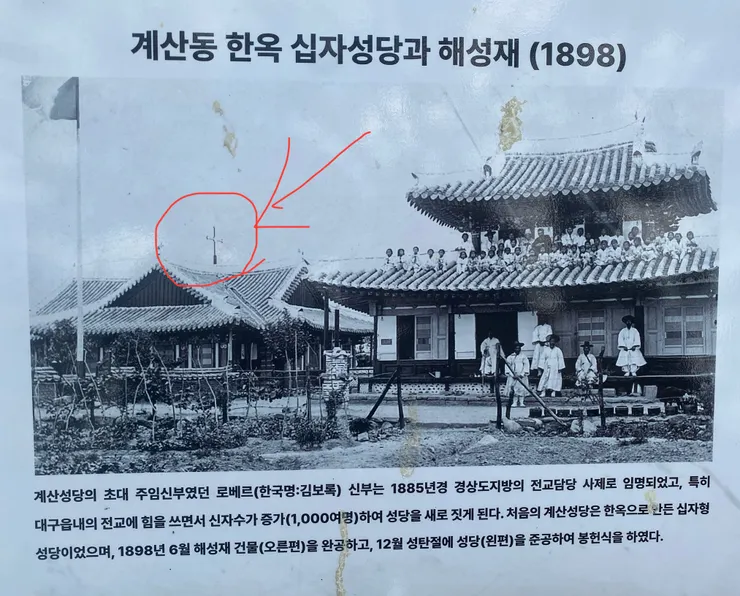 계산동 한옥 십자성당과 해성재 (1898)
계산성당의 초대 주임신부였던 로베르(한국명:김보록) 신부는 1885년경 경상도지방의 전교담당 사제로 임명되었고, 특히
대구읍내의 전교에 힘을 쓰면서 신자수가 증가(1,000여명)하여 성당을 새로 짓게 된다. 처음의 계산성당은 한옥으로 만든 십자형
성당이었으며, 1898년 6월 해성재 건물(오른편)을 완공하고, 12월 성탄절에 성당(왼편)을 준공하여 봉헌식을 하였다.